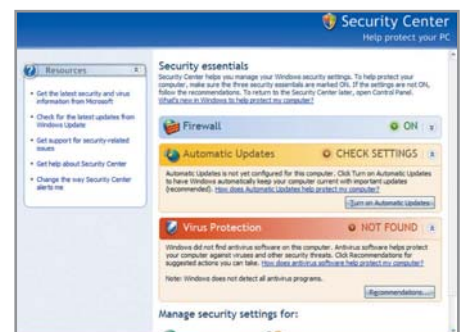 Security Center
Help protect your PC
Resources
Get the latest security and virus
information from Microsoft
Check for the latest updates from
Windows Update
Get support for security-related
issues
Get help about Security Center
Change the way Security Center
alerts me
Security essentials
Security Center helps you manage your Windows security settings. To help protect your
computer, make sure the three security essentials are marked ON. If the settings are not ON,
follow the recommendations. To return to the Security Center later, open Control Panel.
What's new in Windows to help protect my computer?
Firewall
ON
Automatic Updates
CHECK SETTINGS
Automatic Updates is not yet configured for this computer. Click Turn on Automatic Updates
to have Windows automatically keep your computer current with important updates
(recommended). How does Automatic Updates help protect my computer?
Turn on Automatic Updates
Virus Protection
NOT FOUND
Windows did not find antivirus software on this computer. Antivirus software helps protect
your computer against viruses and other security threats. Click Recommendations for
suggested actions you can take. How does antivirus software help protect my computer?
Note: Windows does not detect all antivirus programs.
Recommendations...
Manage security settings for: